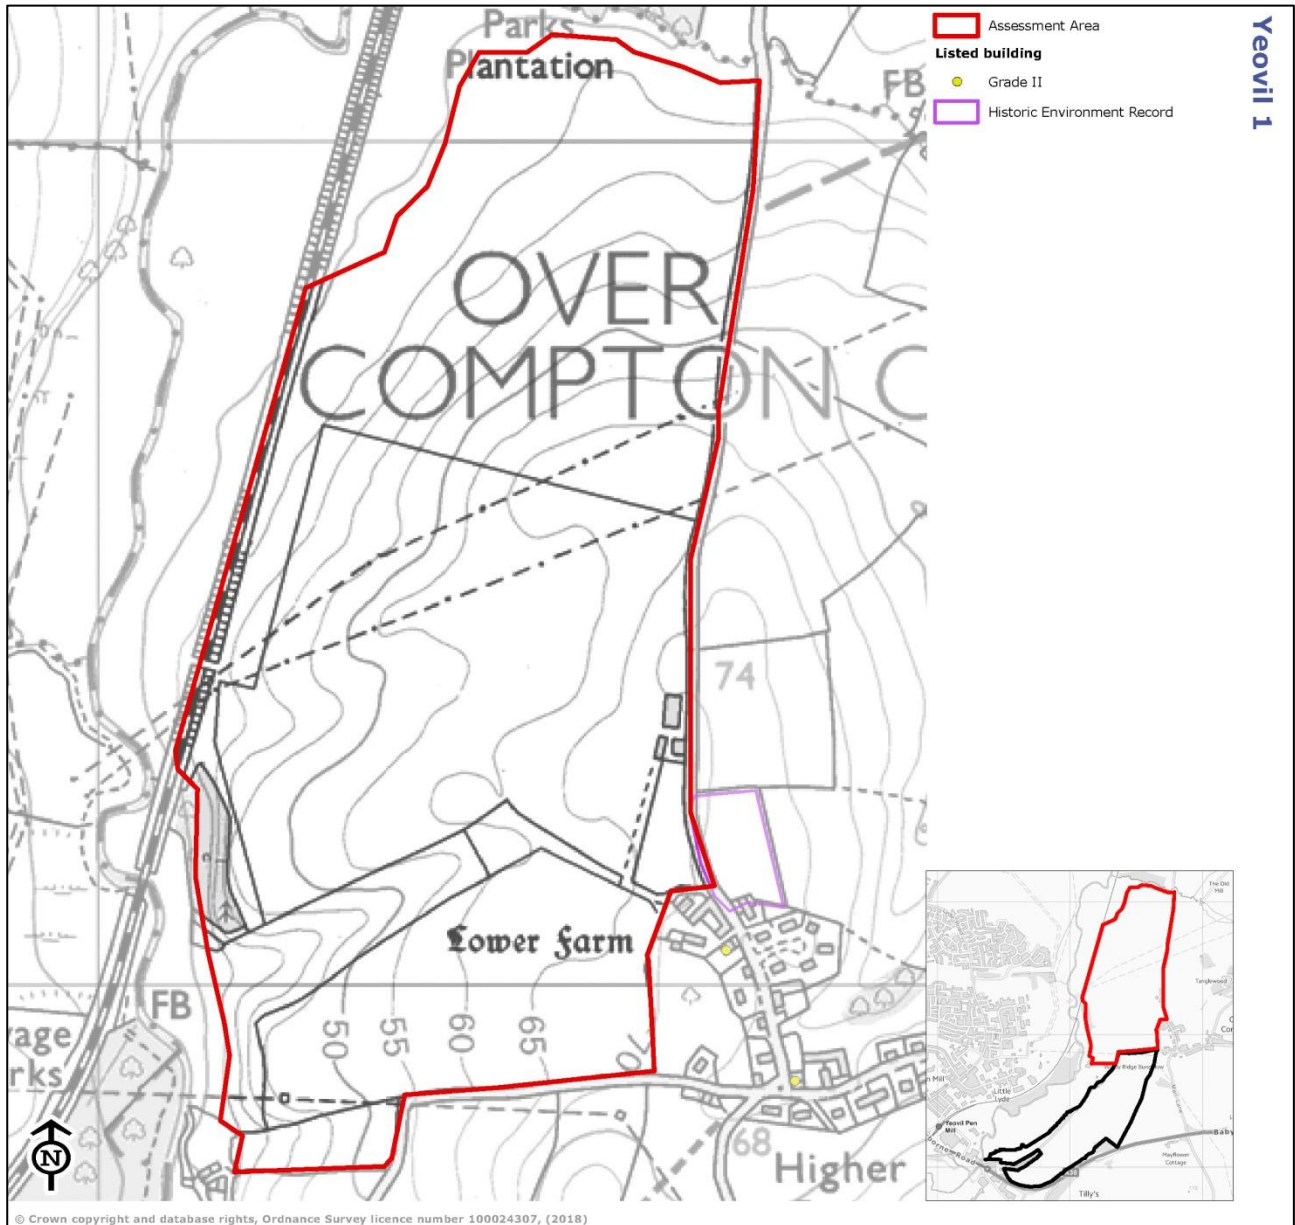 Parks
Plantation
FB
OVER
COMPTON
74
Lower Farm
FB
50
55
60
65
70
68
Higher
N
Assessment Area
Listed building
Grade II
Historic Environment Record
Yeovil 1
The Old
Mill
Tanglewood
Little
Lyde
Yeovil Pen
Mill
Mayflower
Cottage
Tilly's
© Crown copyright and database rights, Ordnance Survey licence number 100024307, (2018)